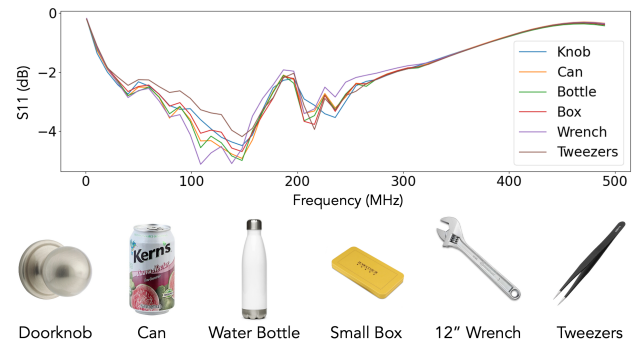 0
−2
−4
S11 (dB)
0
100
200
300
400
500
Frequency (MHz)
Knob
Can
Bottle
Box
Wrench
Tweezers
Kern's
Doorknob
Can
Water Bottle
Small Box
12” Wrench
Tweezers